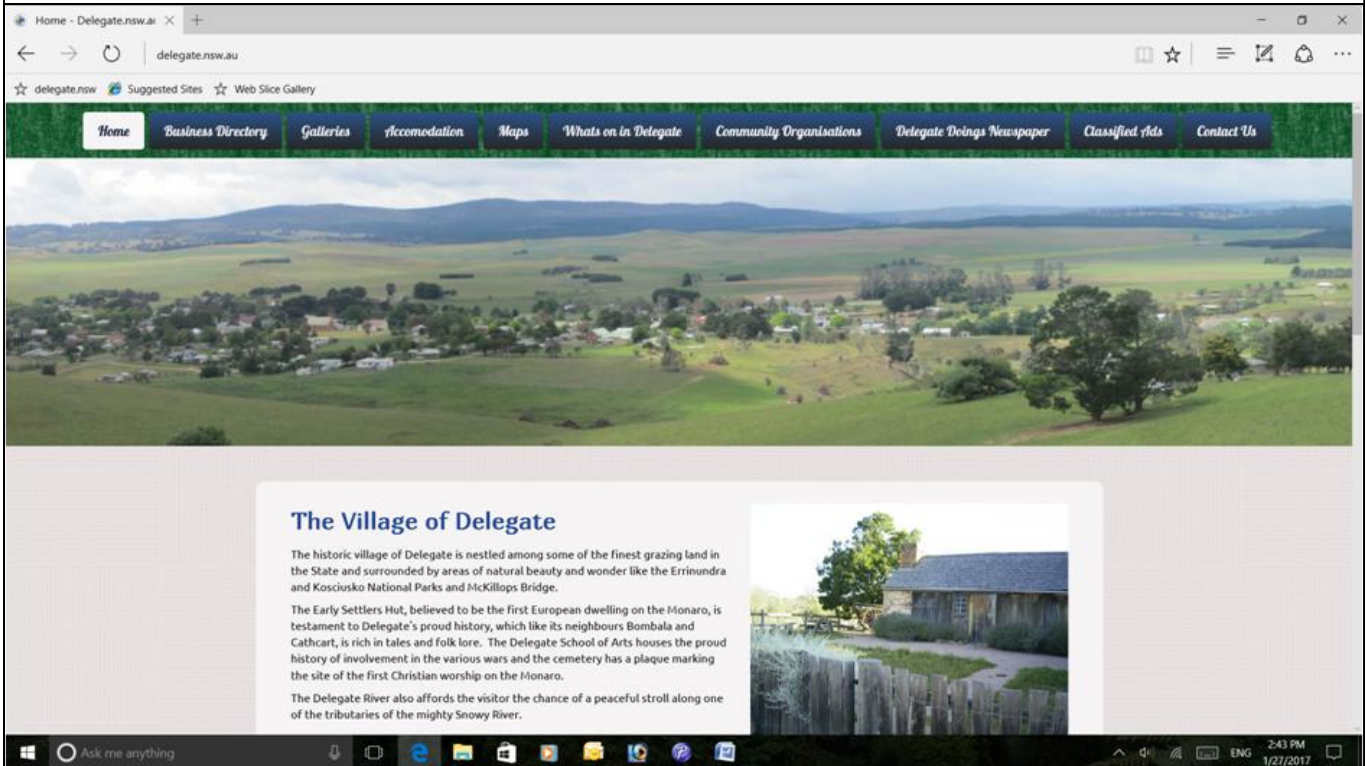 Home - Delegate.nsw.au
delegate.nsw.au
delegate.nsw Suggested Sites Web Slice Gallery
Home Business Directory Galleries Accomodation Maps Whats on in Delegate Community Organisations Delegate Doings Newspaper Classified Ads Contact Us
The Village of Delegate
The historic village of Delegate is nestled among some of the finest grazing land in
the State and surrounded by areas of natural beauty and wonder like the Errinundra
and Kosciusko National Parks and McKillops Bridge.
The Early Settlers Hut, believed to be the first European dwelling on the Monaro, is
testament to Delegate's proud history, which like its neighbours Bombala and
Cathcart, is rich in tales and folk lore. The Delegate School of Arts houses the proud
history of involvement in the various wars and the cemetery has a plaque marking
the site of the first Christian worship on the Monaro.
The Delegate River also affords the visitor the chance of a peaceful stroll along one
of the tributaries of the mighty Snowy River.
Ask me anything
ENG
2:43 PM
1/27/2017